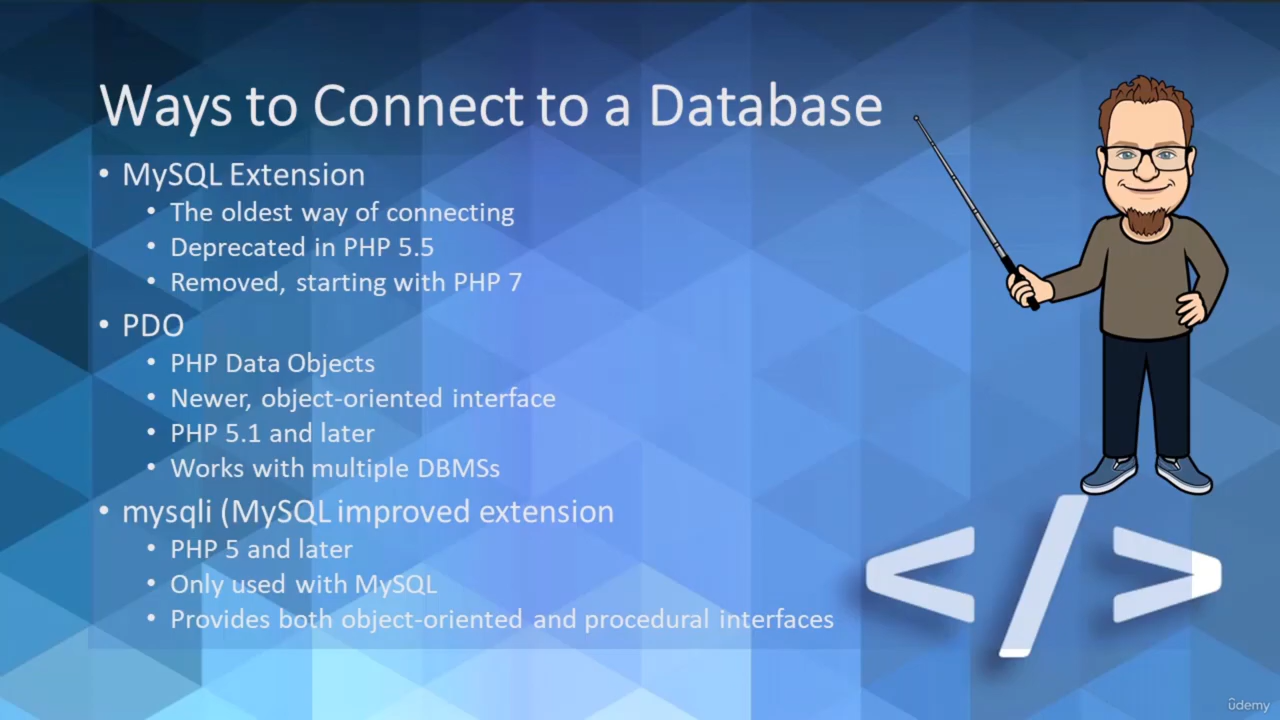 Ways to Connect to a Database
• MySQL Extension
• The oldest way of connecting
• Deprecated in PHP 5.5
• Removed, starting with PHP 7
• PDO
• PHP Data Objects
• Newer, object-oriented interface
• PHP 5.1 and later
• Works with multiple DBMSs
• mysqli (MySQL improved extension
• PHP 5 and later
• Only used with MySQL
• Provides both object-oriented and procedural interfaces
</>
ûdemy